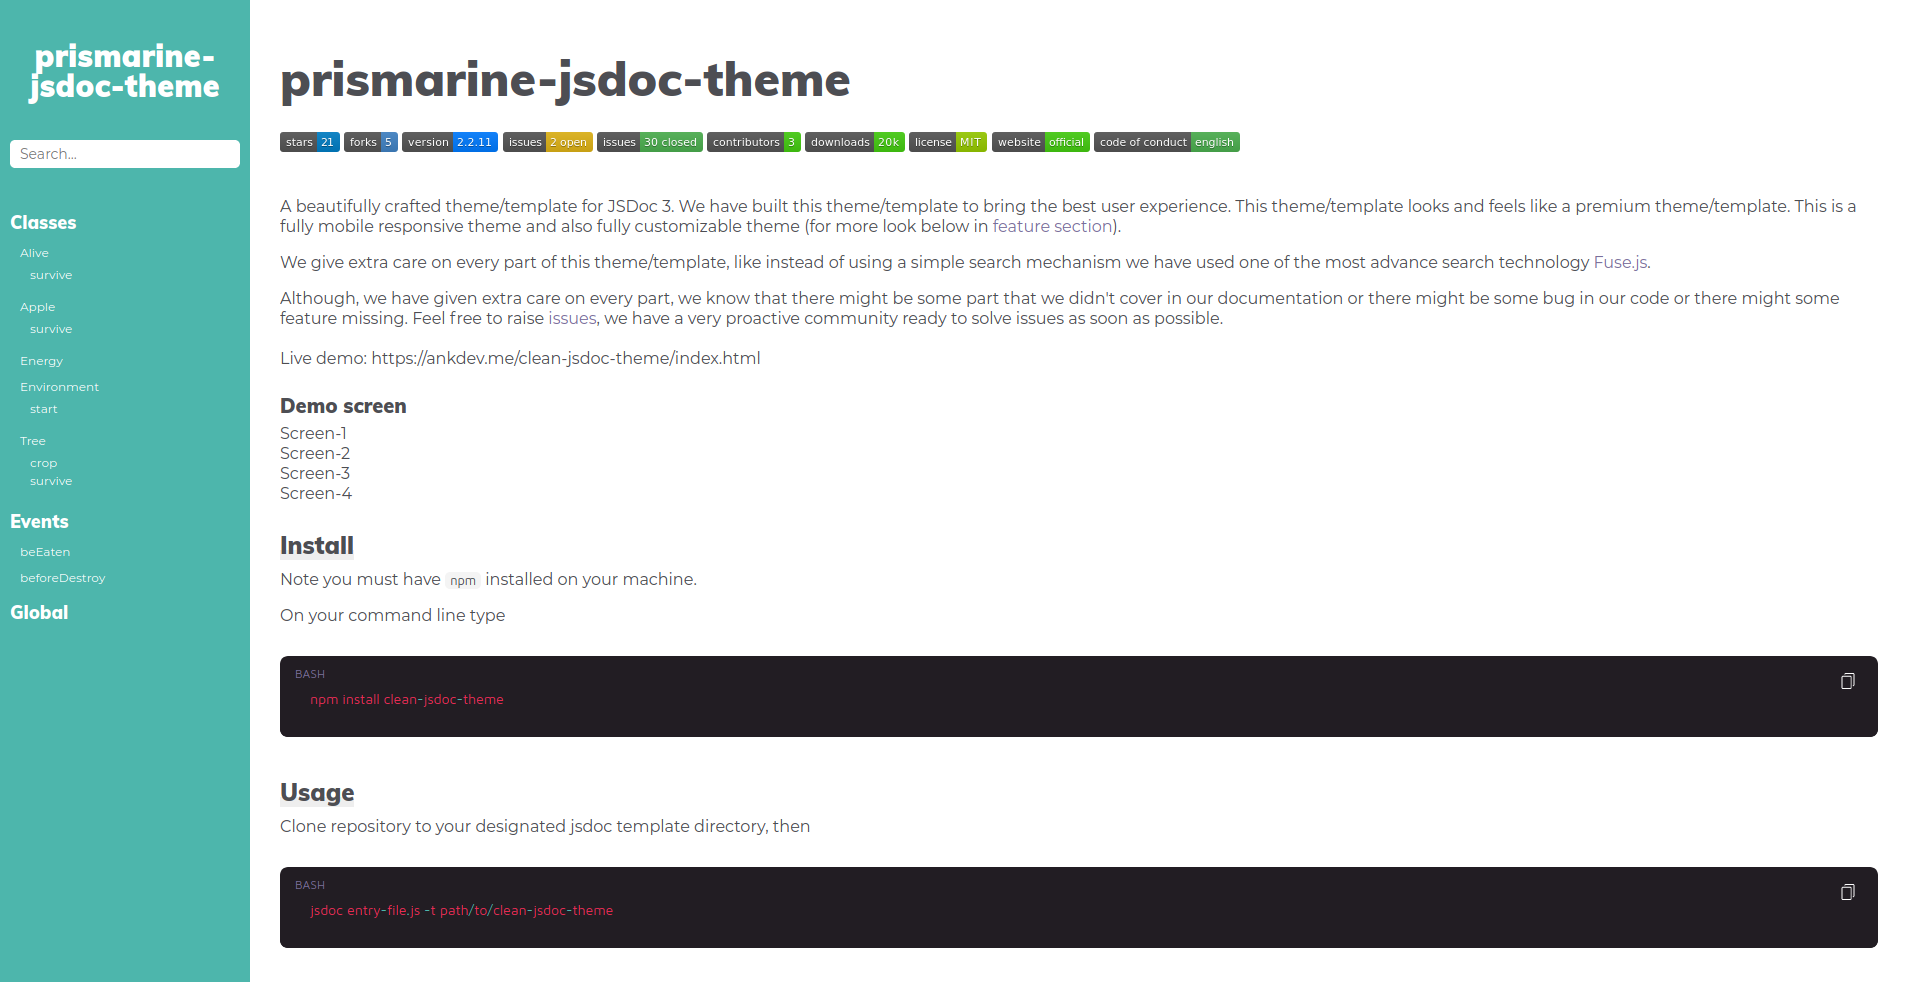 prismarine-
jsdoc-theme
Search...
Classes
Alive
survive
Apple
survive
Energy
Environment
start
Tree
crop
survive
Events
beEaten
beforeDestroy
Global
prismarine-jsdoc-theme
stars 21 forks 5 version 2.2.11 issues 2 open issues 30 closed contributors 3 downloads 20k license MIT website official code of conduct english
A beautifully crafted theme/template for JSDoc 3. We have built this theme/template to bring the best user experience. This theme/template looks and feels like a premium theme/template. This is a
fully mobile responsive theme and also fully customizable theme (for more look below in feature section).
We give extra care on every part of this theme/template, like instead of using a simple search mechanism we have used one of the most advance search technology Fuse.js.
Although, we have given extra care on every part, we know that there might be some part that we didn't cover in our documentation or there might be some bug in our code or there might some
feature missing. Feel free to raise issues, we have a very proactive community ready to solve issues as soon as possible.
Live demo: https://ankdev.me/clean-jsdoc-theme/index.html
Demo screen
Screen-1
Screen-2
Screen-3
Screen-4
Install
Note you must have npm installed on your machine.
On your command line type
BASH
npm install clean-jsdoc-theme
Usage
Clone repository to your designated jsdoc template directory, then
BASH
jsdoc entry-file.js -t path/to/clean-jsdoc-theme